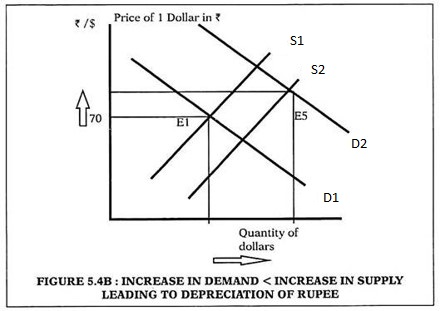 ₹ /$ Price of 1 Dollar in ₹
S1
S2
70
E1
E5
D2
D1
Quantity of
dollars
FIGURE 5.4B : INCREASE IN DEMAND < INCREASE IN SUPPLY
LEADING TO DEPRECIATION OF RUPEE